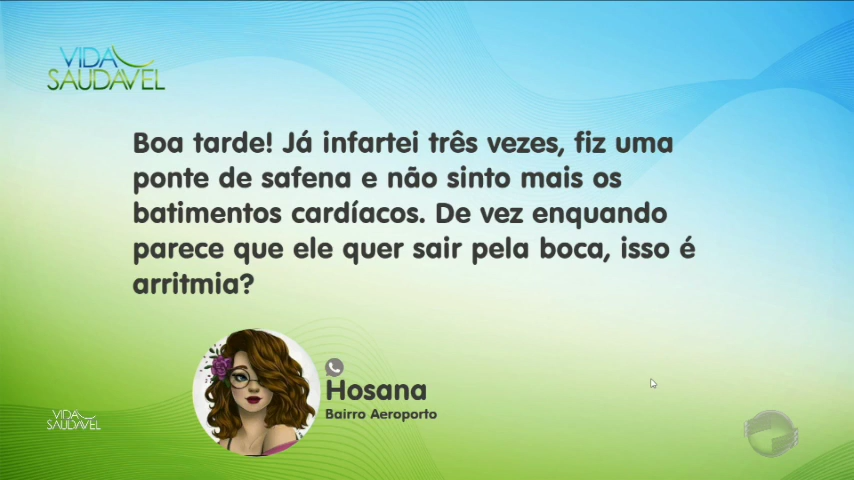 VIDA
SAUDÁVEL
Boa tarde! Já infartei três vezes, fiz uma
ponte de safena e não sinto mais os
batimentos cardíacos. De vez enquando
parece que ele quer sair pela boca, isso é
arritmia?
Hosana
Bairro Aeroporto
VIDA
SAUDÁVEL